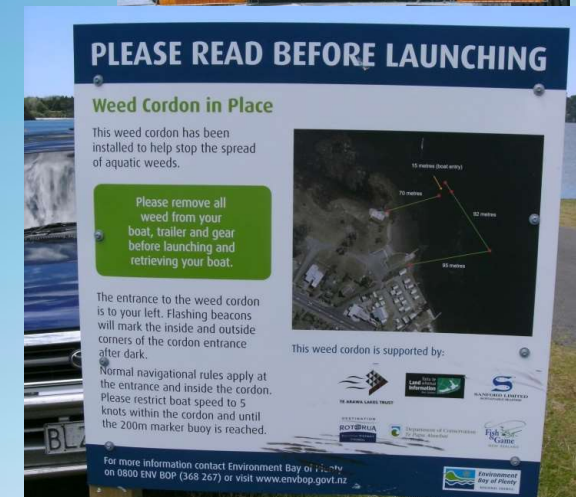 PLEASE READ BEFORE LAUNCHING
Weed Cordon in Place
This weed cordon has been
installed to help stop the spread
of aquatic weeds.
Please remove all
weed from your
boat, trailer and gear
before launching and
retrieving your boat.
15 metres (boat entry)
70 metres
80 metres
95 metres
The entrance to the weed cordon
is to your left. Flashing beacons
will mark the inside and outside
corners of the cordon entrance
after dark.
Normal navigational rules apply at
the entrance and inside the cordon.
Please restrict boat speed to 5
knots within the cordon and until
the 200m marker buoy is reached.
This weed cordon is supported by:
TE ARAWA LAKES TRUST
Land
Information
SANFORD LIMITED
DESTINATION
ROTORUA
Department of Conservation
Te Papa Atawhai
Fish
& Game
For more information contact Environment Bay of Plenty
on 0800 ENV BOP (368 267) or visit www.envbop.govt.nz
Environment
Bay of Plenty
BL